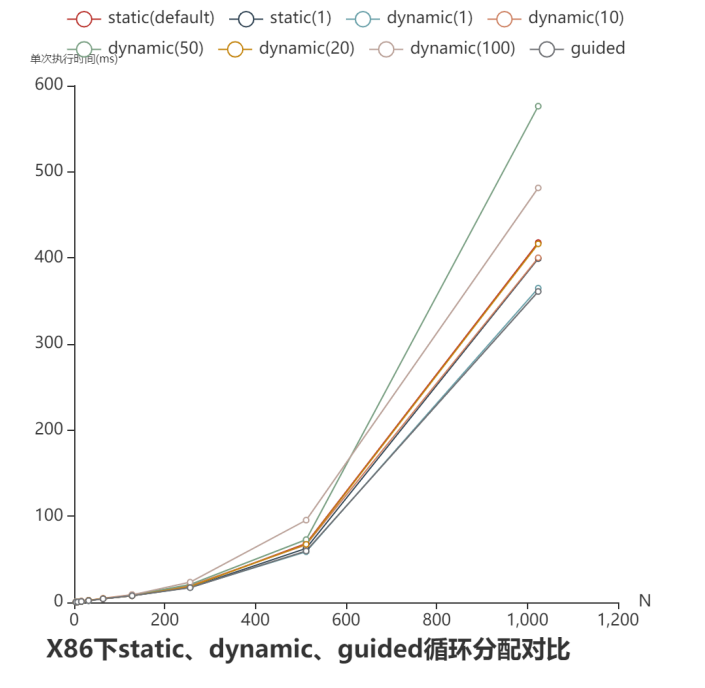 static(default) static(1) dynamic(1) dynamic(10)
dynamic(50) dynamic(20) dynamic(100) guided
单次执行时间(ms)
600
500
400
300
200
100
0
N
0 200 400 600 800 1,000 1,200
X86下static、dynamic、guided循环分配对比